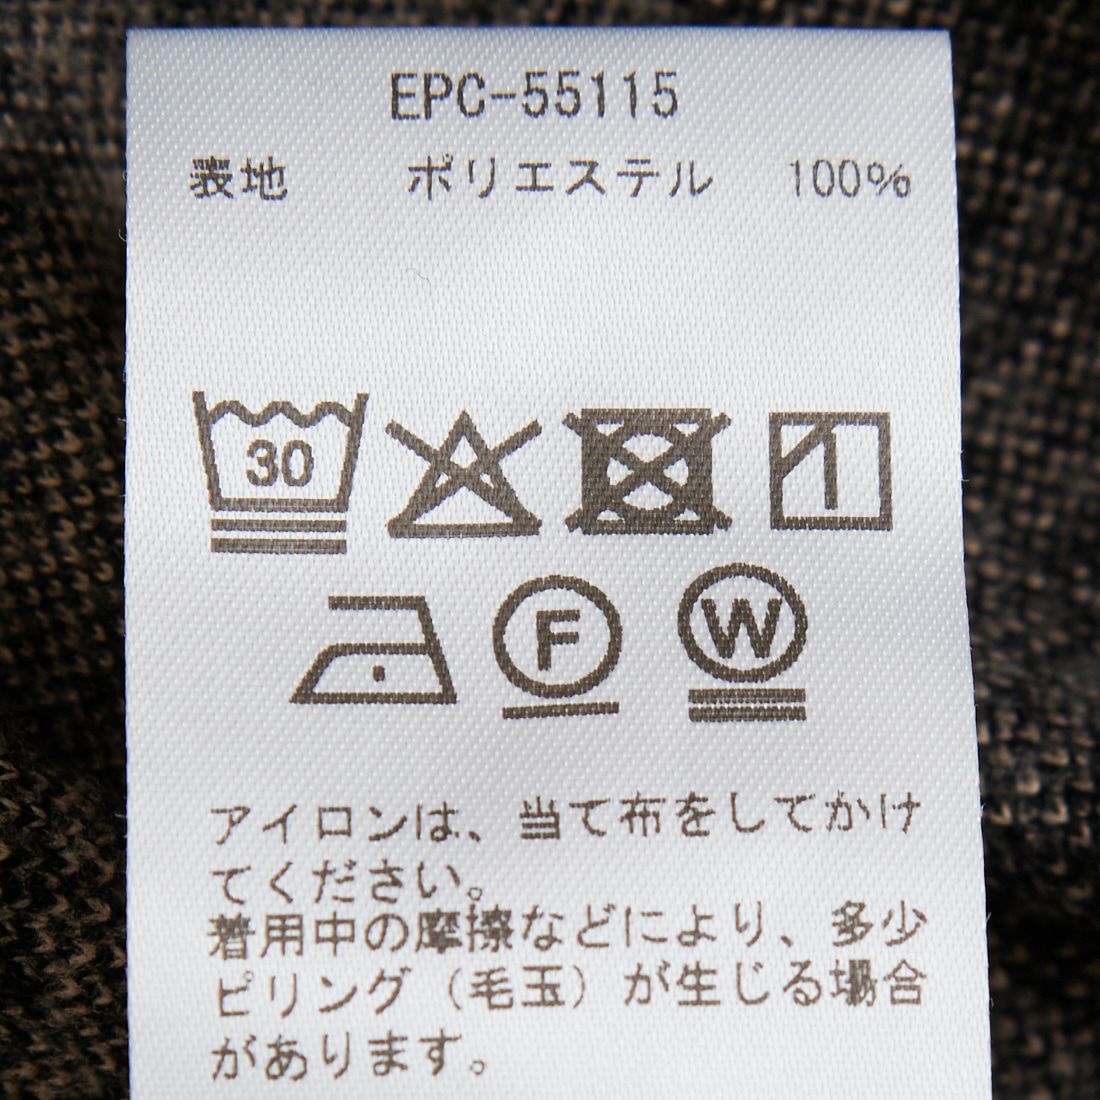 EPC-55115
表地 ポリエステル 100%
30
F W
アイロンは、当て布をしてかけ
てください。
着用中の摩擦などにより、多少
ピリング（毛玉）が生じる場合
があります。